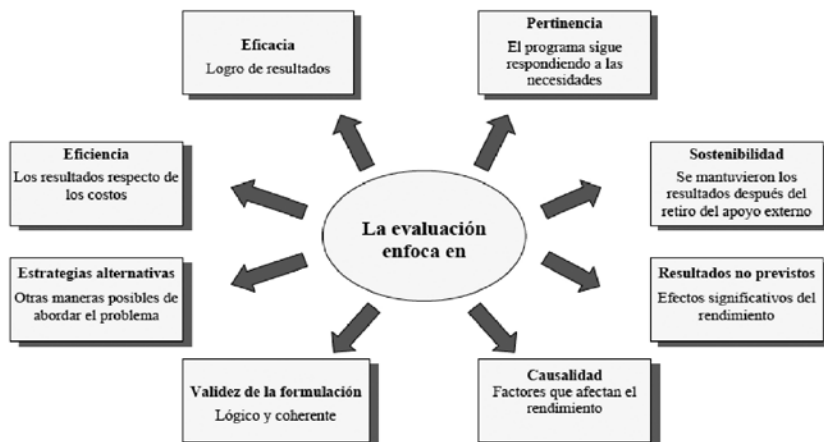 Eficacia
Logro de resultados
Pertinencia
El programa sigue
respondiendo a las
necesidades
Eficiencia
Los resultados respecto de
los costos
Sostenibilidad
Se mantuvieron los
resultados después del
retiro del apoyo externo
La evaluación
enfoca en
Estrategias alternativas
Otras maneras posibles de
abordar el problema
Resultados no previstos
Efectos significativos del
rendimiento
Validez de la formulación
Lógico y coherente
Causalidad
Factores que afectan el
rendimiento